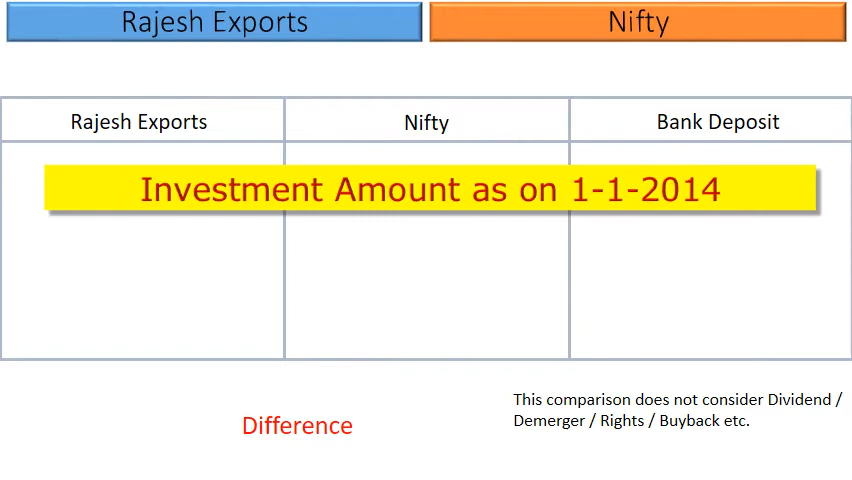 Rajesh Exports
Nifty
Rajesh Exports
Nifty
Bank Deposit
Investment Amount as on 1-1-2014
This comparison does not consider Dividend /
Demerger / Rights / Buyback etc.
Difference